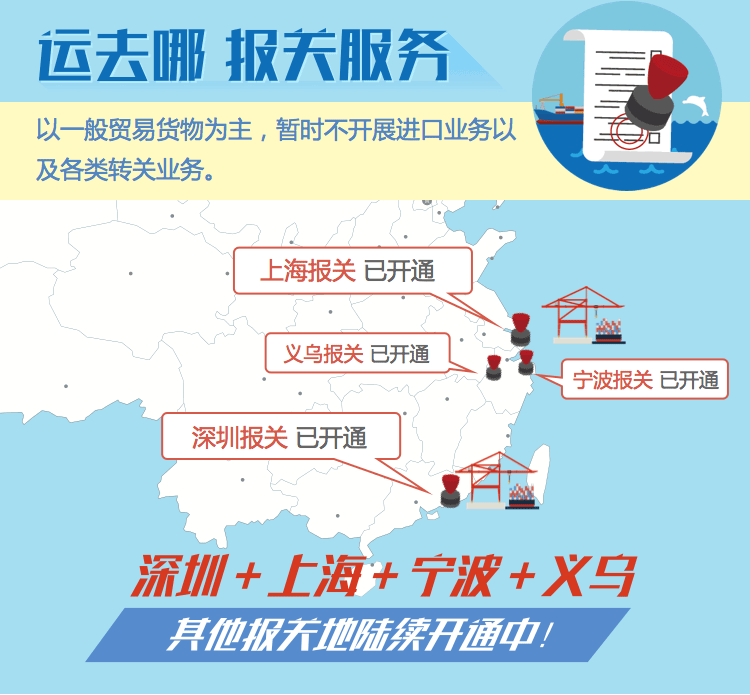 运去哪 报关服务
以一般贸易货物为主，暂时不开展进口业务以
及各类转关业务。
上海报关 已开通
义乌报关 已开通
宁波报关 已开通
深圳报关 已开通
深圳+上海+宁波+义乌
其他报关地陆续开通中！